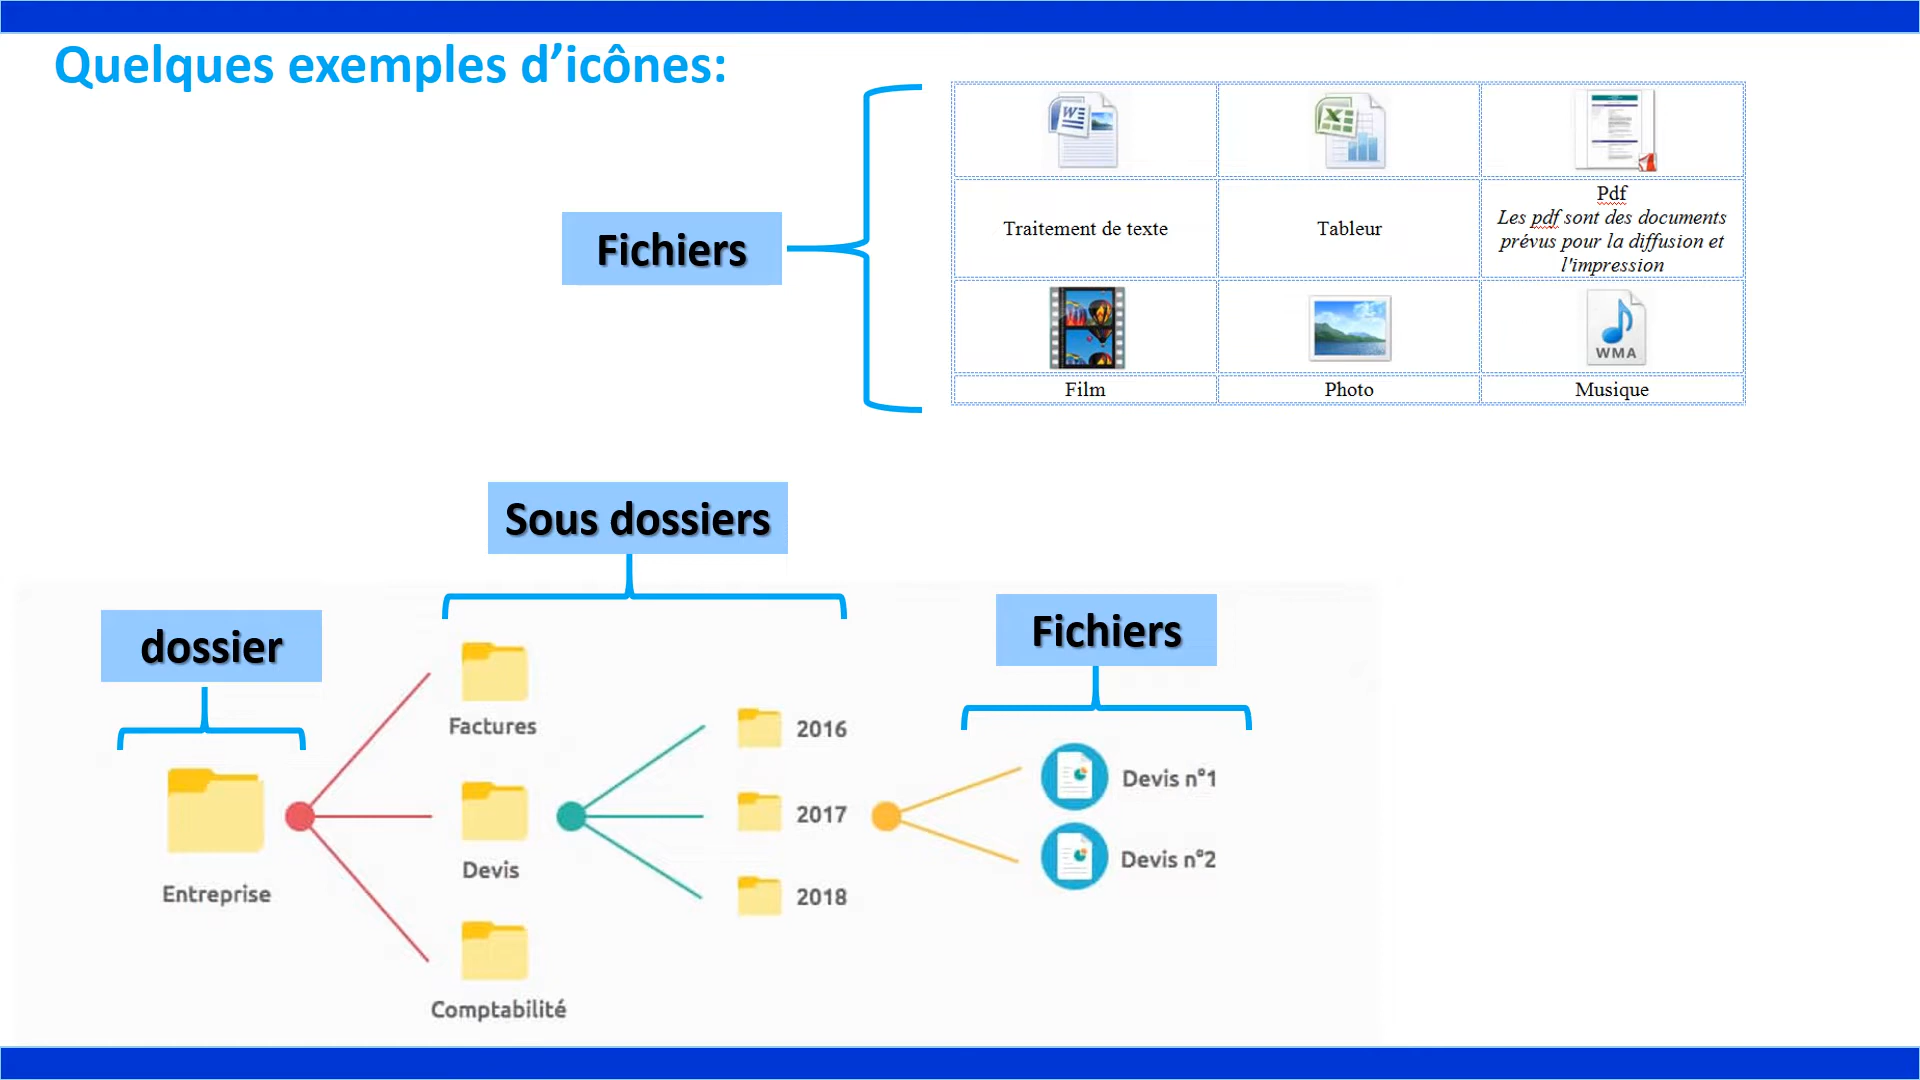 Quelques exemples d’icônes:
Fichiers
W
X
Traitement de texte
Tableur
Pdf
Les pdf sont des documents
prévus pour la diffusion et
l'impression
WMA
Film
Photo
Musique
Sous dossiers
dossier
Fichiers
Factures
2016
Devis n°1
2017
Devis
Devis n°2
Entreprise
2018
Comptabilité